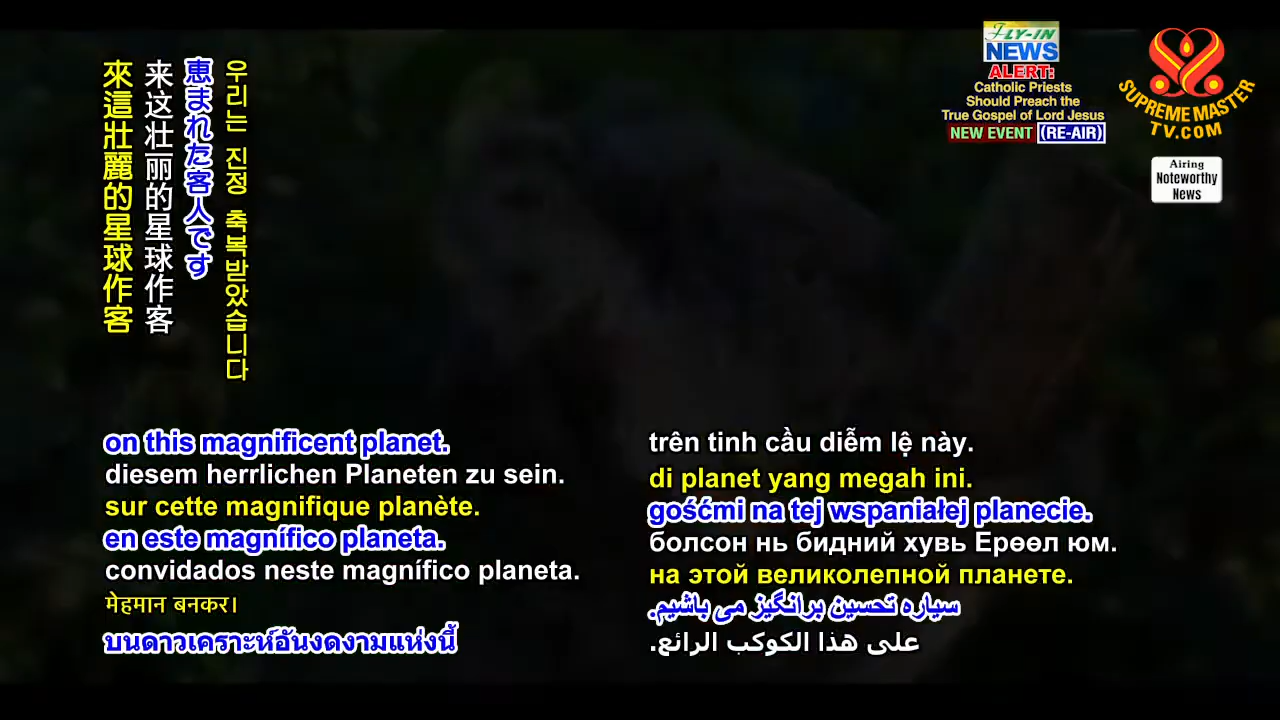 FLY-IN
NEWS
ALERT:
Catholic Priests
Should Preach the
True Gospel of Lord Jesus
NEW EVENT (RE-AIR)
SUPREME MASTER
TV.COM
Airing
Noteworthy
News
우리는 진정 축복받았습니다
恵まれた客人です
来这壮丽的星球作客
來這壯麗的星球作客
on this magnificent planet.
diesem herrlichen Planeten zu sein.
sur cette magnifique planète.
en este magnífico planeta.
convidados neste magnífico planeta.
मेहमान बनकर।
บนดาวเคราะห์อันงดงามแห่งนี้
trên tinh cầu diễm lệ này.
di planet yang megah ini.
gośćmi na tej wspaniałej planecie.
болсон нь бидний хувь Ерөөл юм.
на этой великолепной планете.
سیاره تحسین برانگیز می باشیم.
على هذا الكوكب الرائع.